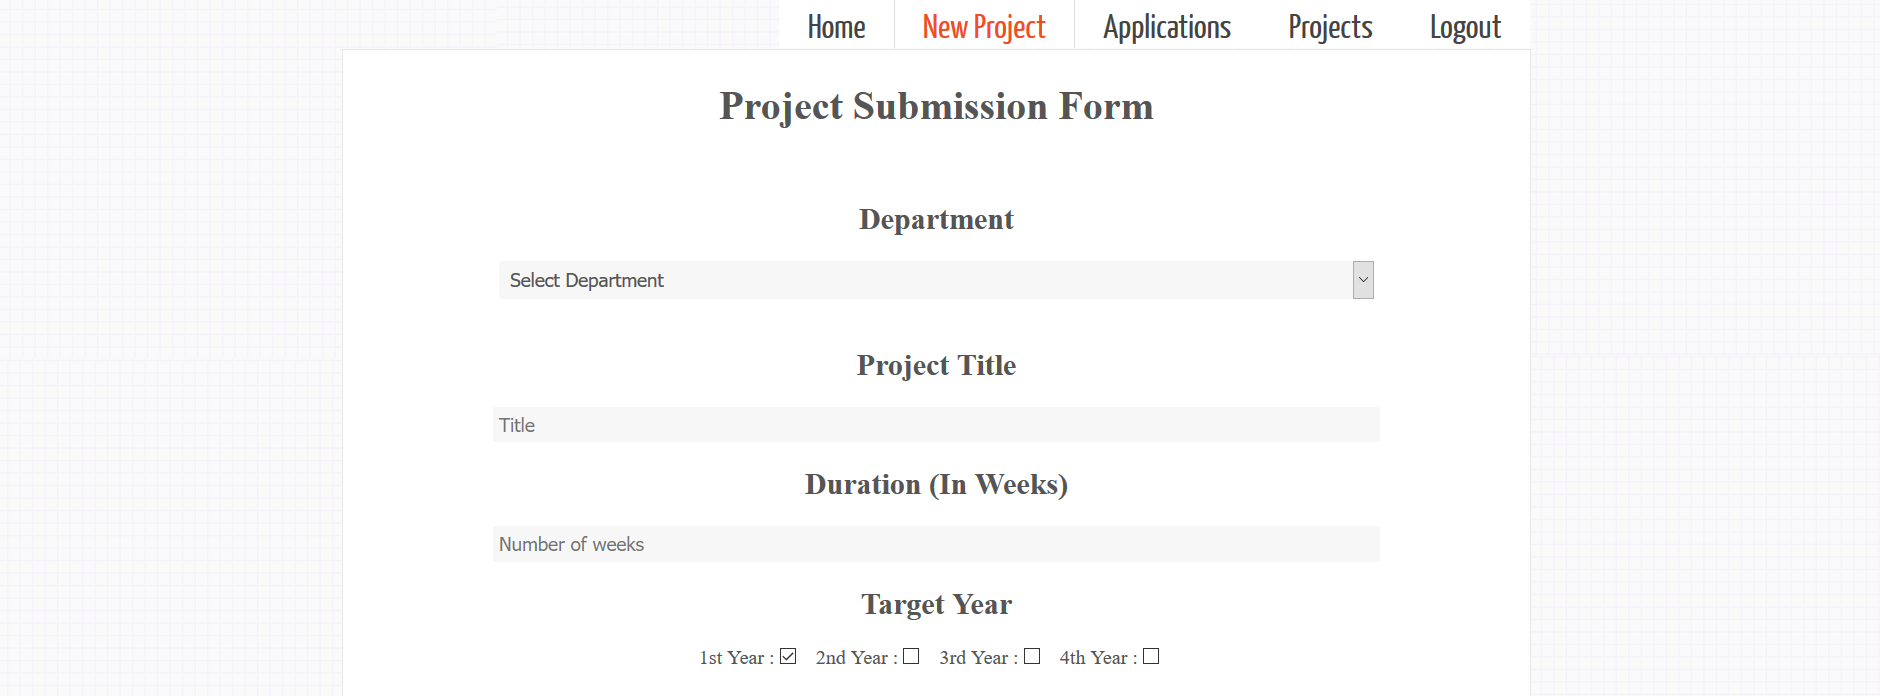 Home New Project Applications Projects Logout
Project Submission Form
Department
Select Department
Project Title
Title
Duration (In Weeks)
Number of weeks
Target Year
1st Year : 2nd Year : 3rd Year : 4th Year :